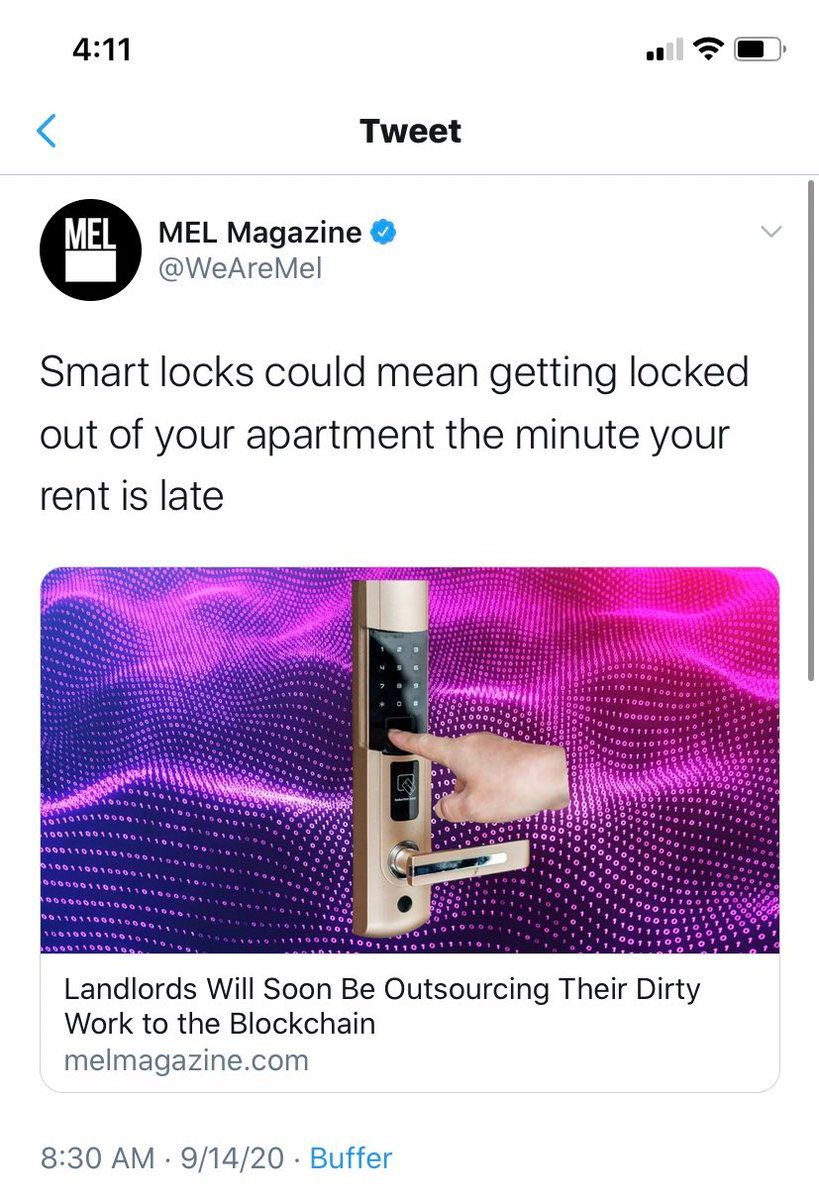 4:11
Tweet
MEL
MEL Magazine
@WeAreMel
Smart locks could mean getting locked
out of your apartment the minute your
rent is late
1 2 3
4 5 6
7 8 9
* 0
Landlords Will Soon Be Outsourcing Their Dirty
Work to the Blockchain
melmagazine.com
8:30 AM · 9/14/20 · Buffer